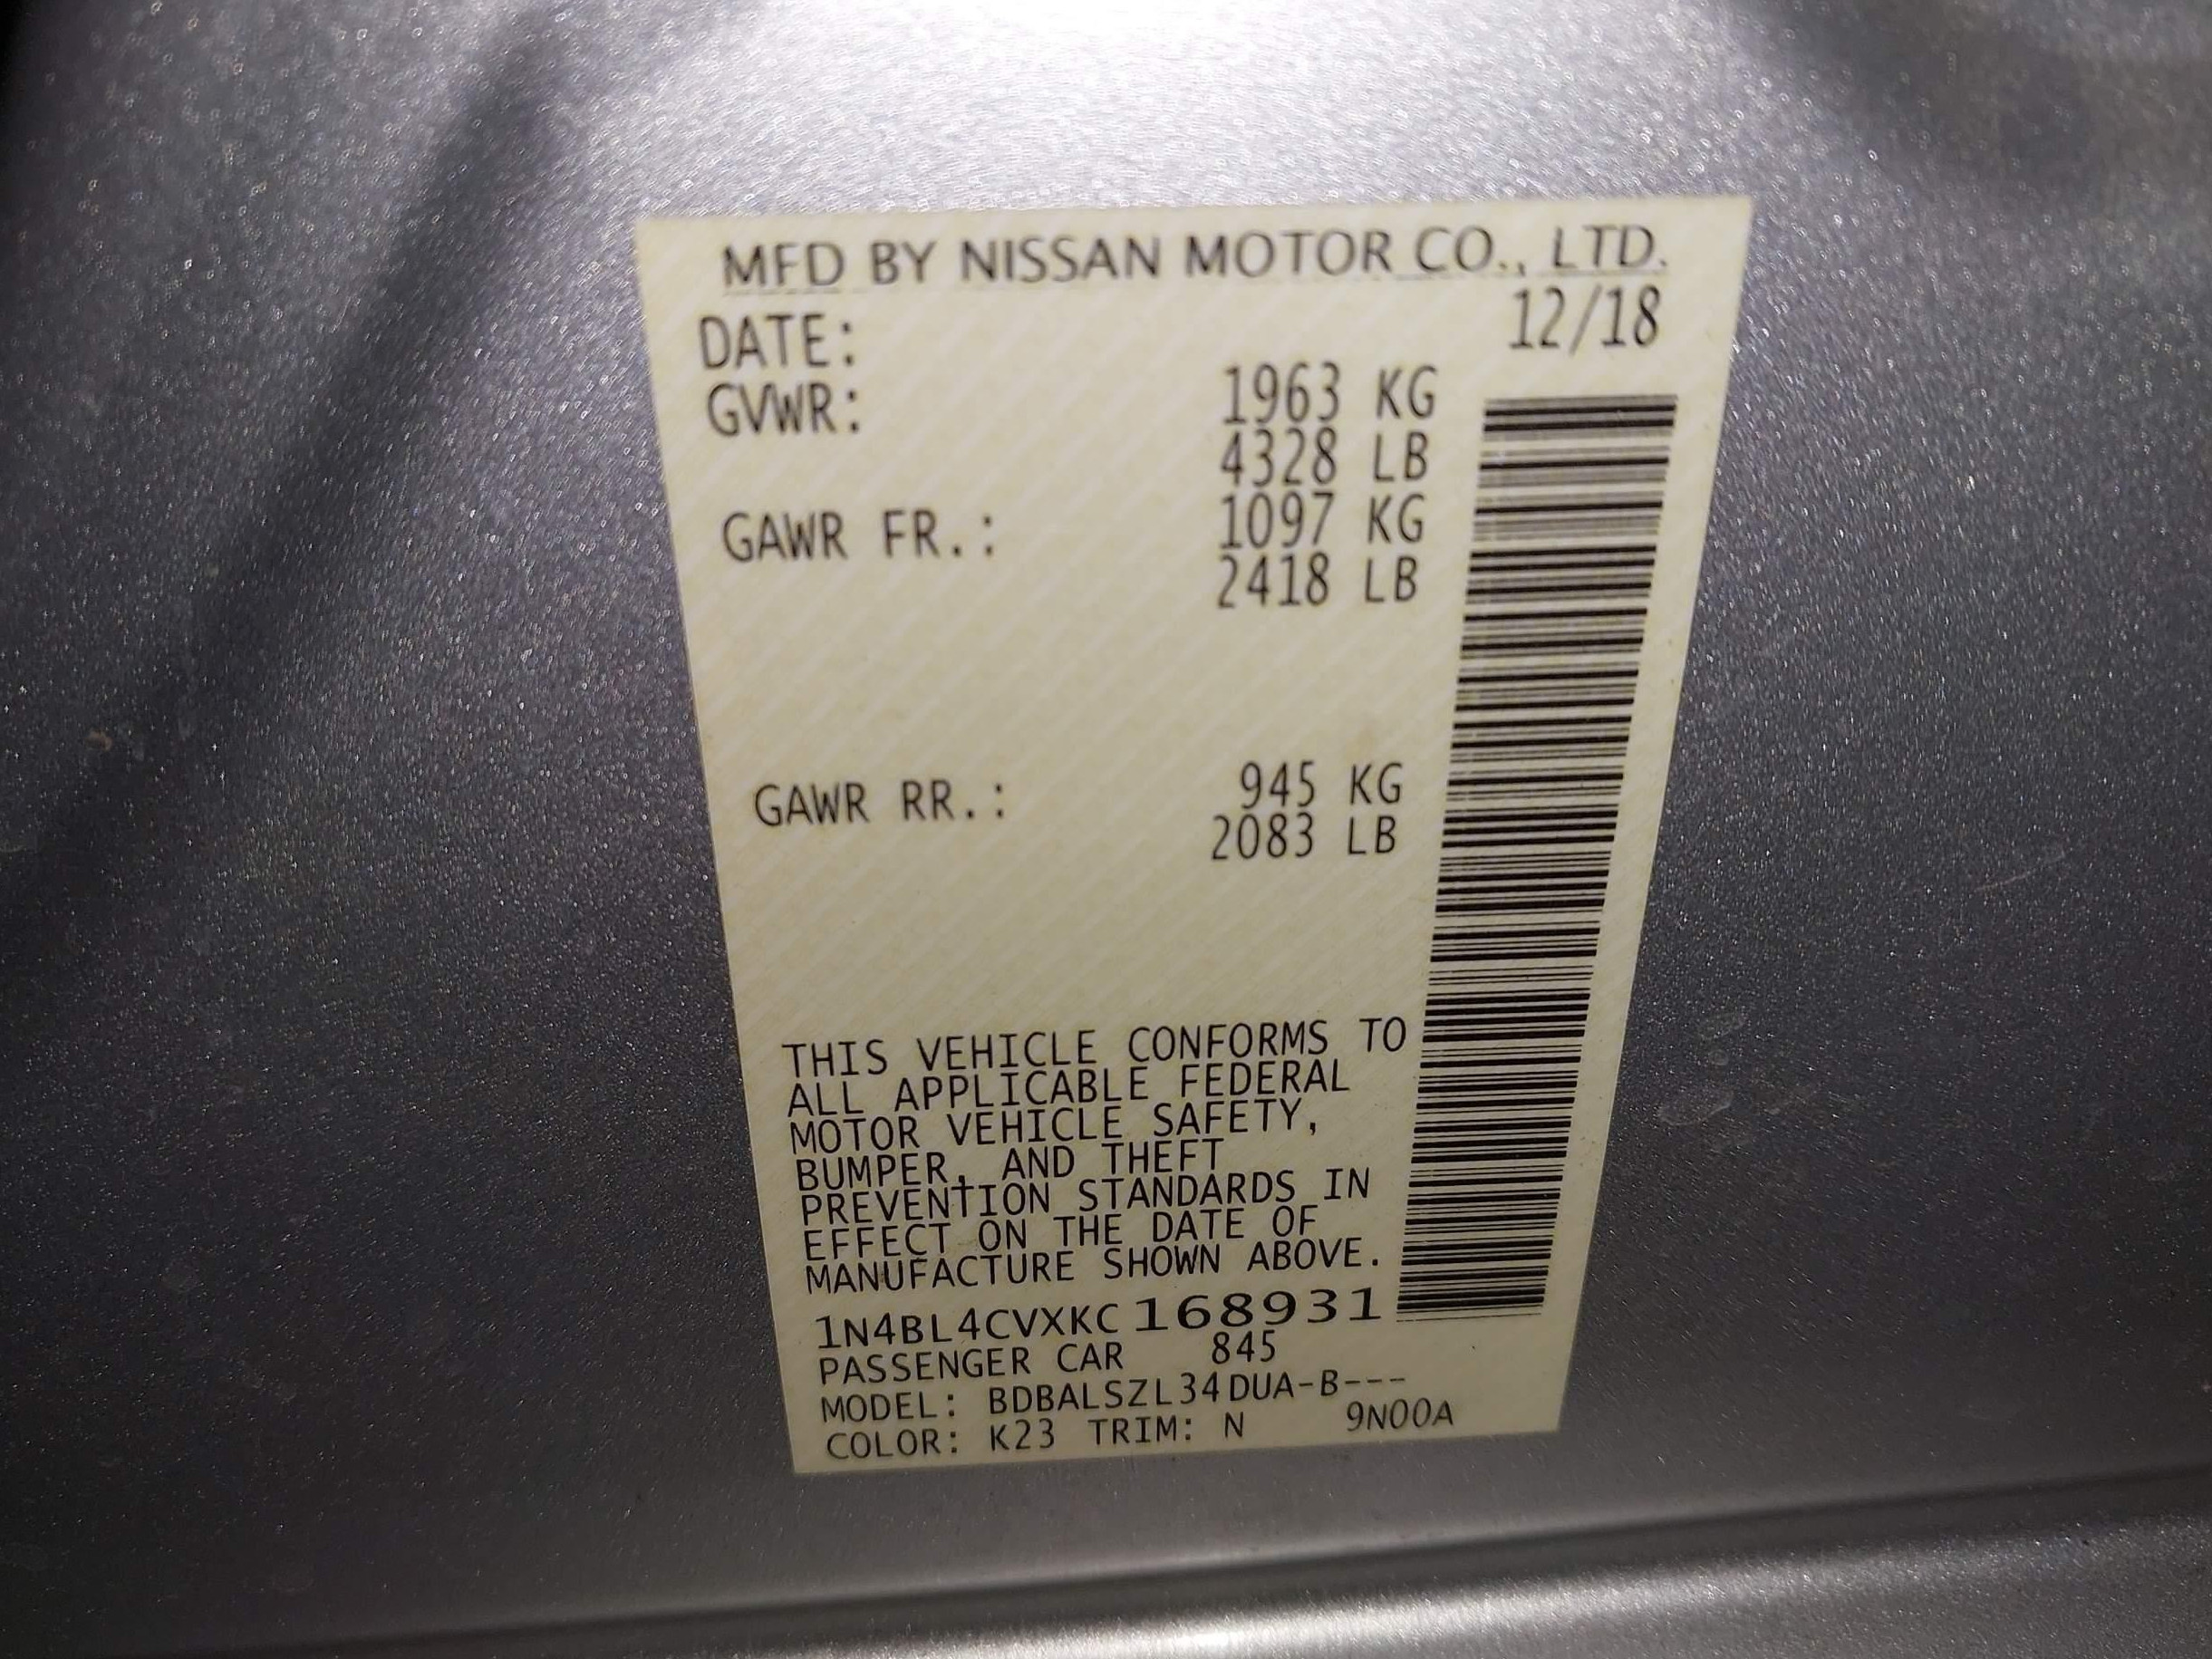 MFD BY NISSAN MOTOR CO., LTD.
DATE: 12/18
GVWR: 1963 KG
4328 LB
GAWR FR.: 1097 KG
2418 LB
GAWR RR.: 945 KG
2083 LB
THIS VEHICLE CONFORMS TO
ALL APPLICABLE FEDERAL
MOTOR VEHICLE SAFETY,
BUMPER, AND THEFT
PREVENTION STANDARDS IN
EFFECT ON THE DATE OF
MANUFACTURE SHOWN ABOVE.
1N4BL4CVXKC168931
PASSENGER CAR 845
MODEL: BDBALSZL34DUA-B---
COLOR: K23 TRIM: N 9N00A